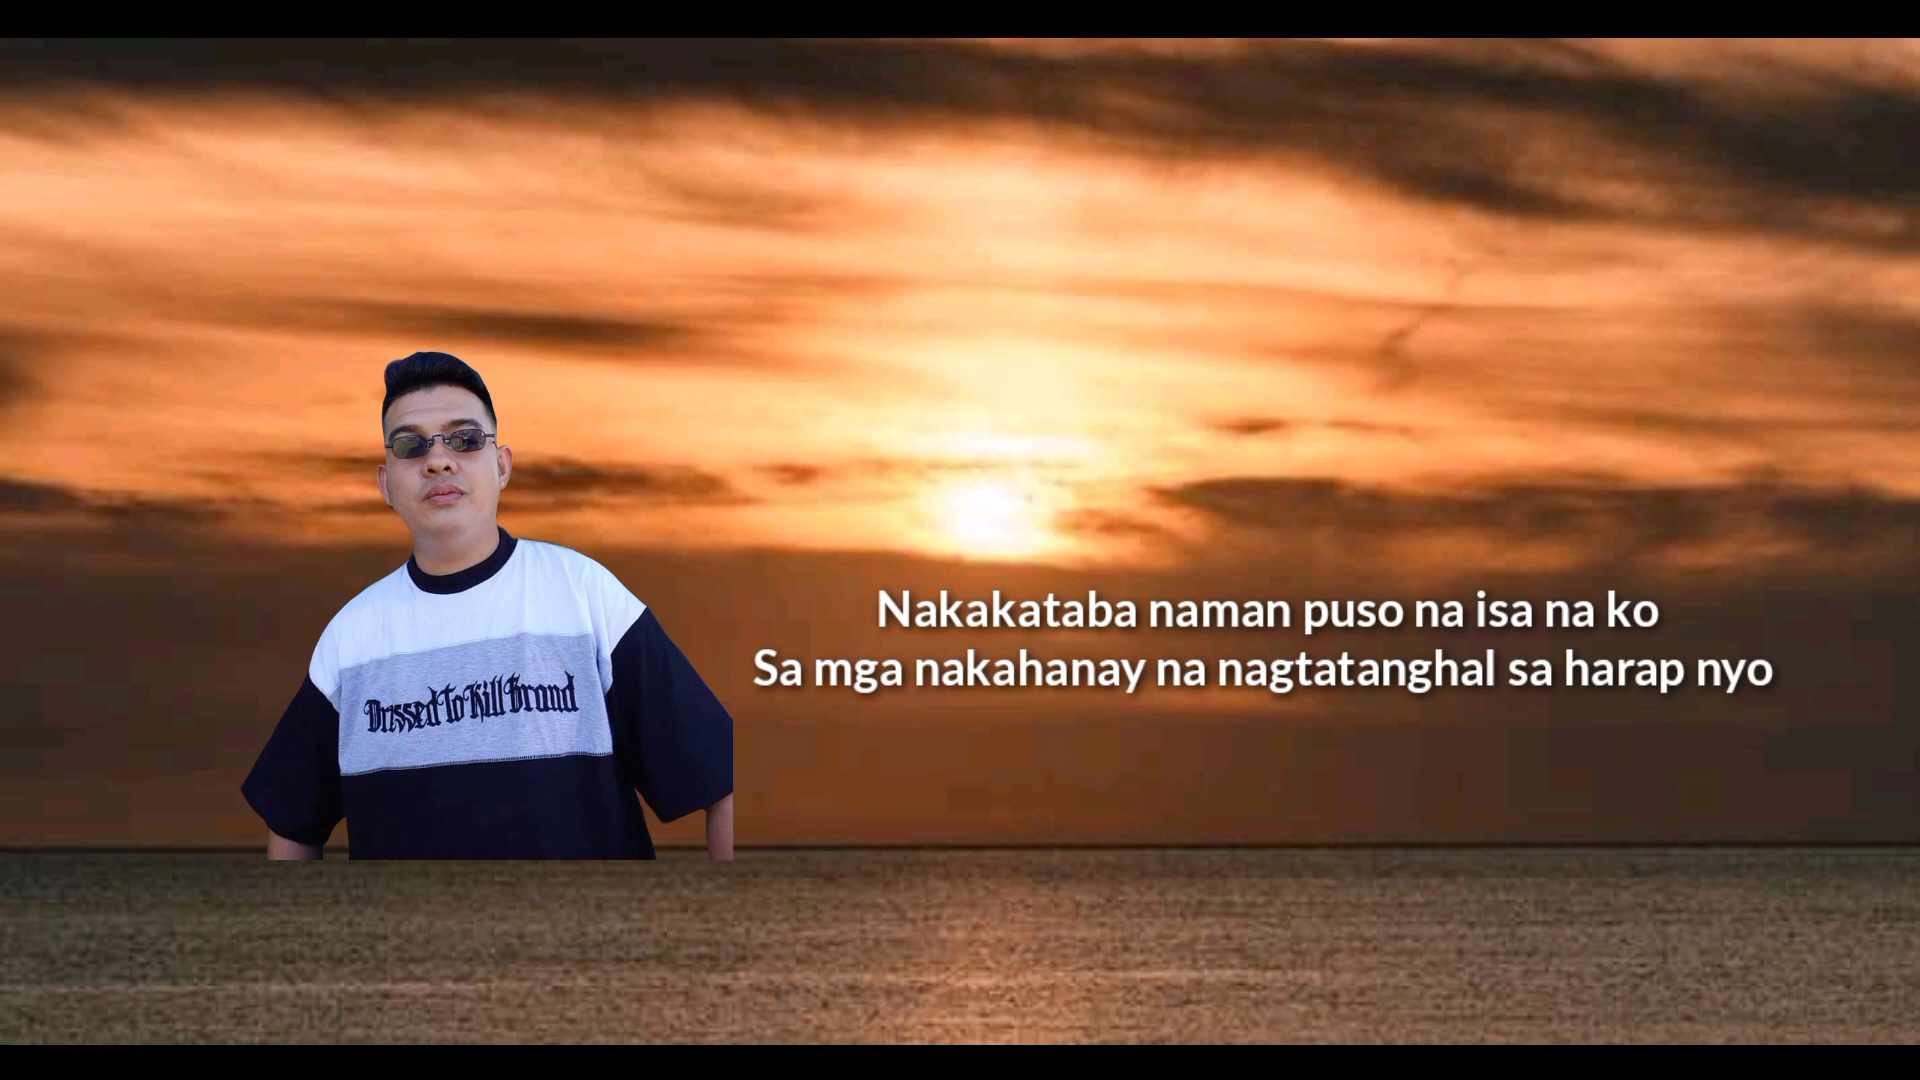 Nakakataba naman puso na isa na ko
Sa mga nakahanay na nagtatanghal sa harap nyo
Dressed to Kill Brand